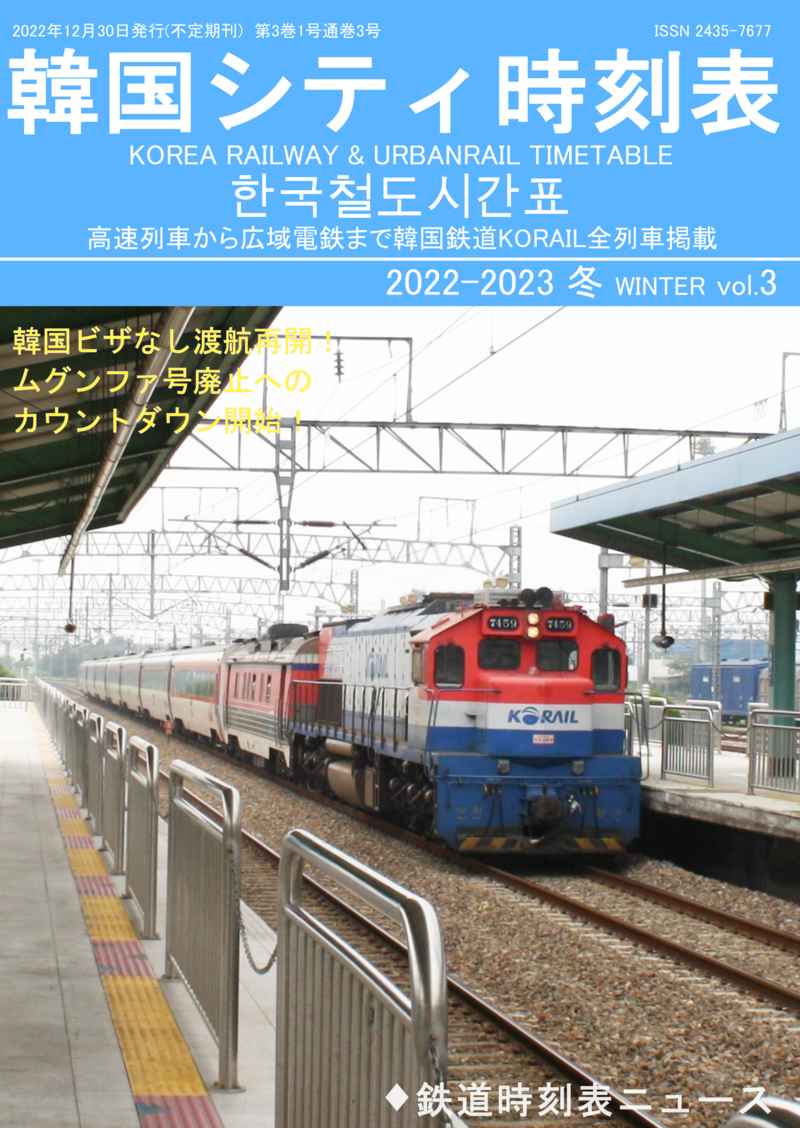 2022年12月30日発行(不定期刊) 第3巻1号通巻3号
ISSN 2435-7677
韓国シティ時刻表
KOREA RAILWAY & URBANRAIL TIMETABLE
한국철도시간표
高速列車から広域電鉄まで韓国鉄道KORAIL全列車掲載
2022-2023 冬 WINTER vol.3
韓国ビザなし渡航再開！
ムグンファ号廃止への
カウントダウン開始！
7459 7459
KORAIL
KORAIL
◆鉄道時刻表ニュース